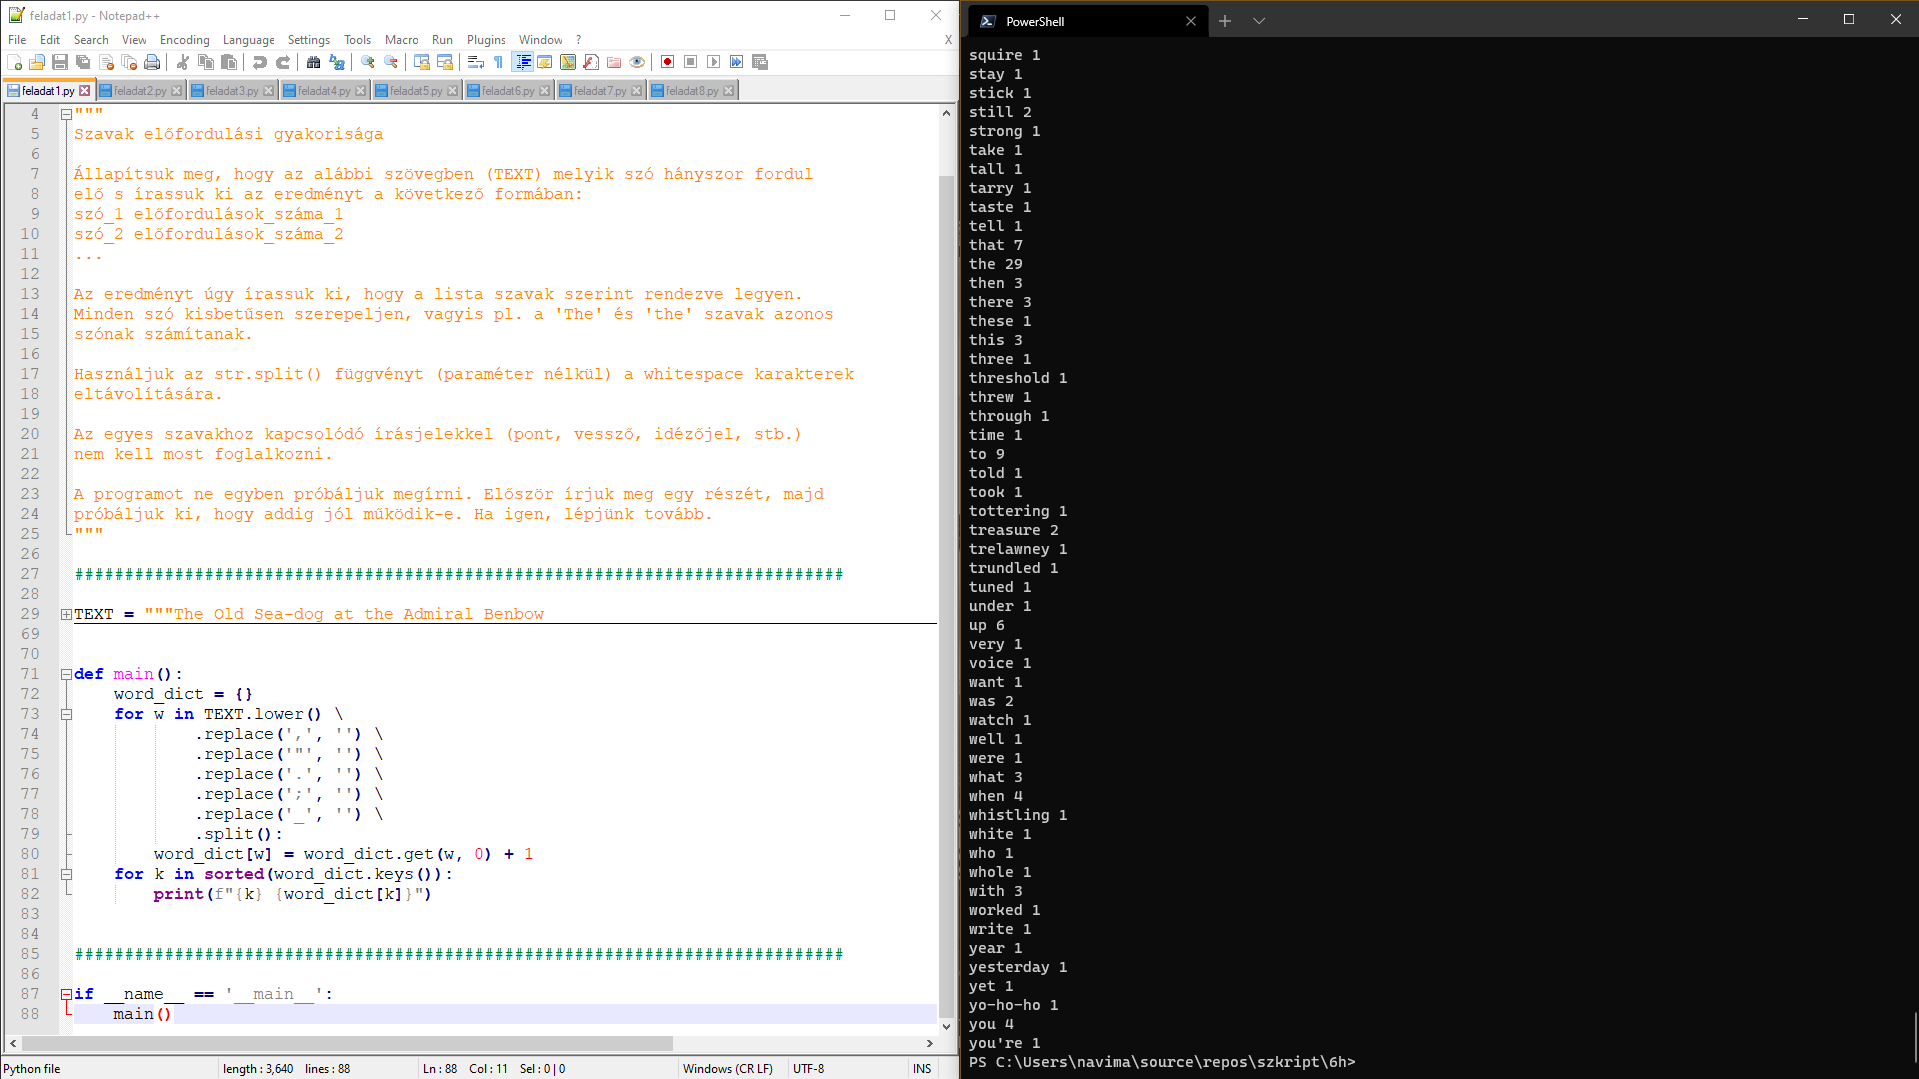 feladat1.py - Notepad++
File Edit Search View Encoding Language Settings Tools Macro Run Plugins Window ? X
feladat1.py feladat2.py feladat3.py feladat4.py feladat5.py feladat6.py feladat7.py feladat8.py
4 """
5 Szavak előfordulási gyakorisága
6
7 Állapítsuk meg, hogy az alábbi szövegben (TEXT) melyik szó hányszor fordul
8 elő s írassuk ki az eredményt a következő formában:
9 szó_1 előfordulások_száma_1
10 szó_2 előfordulások_száma_2
11 ...
12
13 Az eredményt úgy írassuk ki, hogy a lista szavak szerint rendezve legyen.
14 Minden szó kisbetűsen szerepeljen, vagyis pl. a 'The' és 'the' szavak azonos
15 szónak számítanak.
16
17 Használjuk az str.split() függvényt (paraméter nélkül) a whitespace karakterek
18 eltávolítására.
19
20 Az egyes szavakhoz kapcsolódó írásjelekkel (pont, vessző, idézőjel, stb.)
21 nem kell most foglalkozni.
22
23 A programot ne egyben próbáljuk megírni. Először írjuk meg egy részét, majd
24 próbáljuk ki, hogy addig jól működik-e. Ha igen, lépjünk tovább.
25 """
26
27 #############################################################################
28
29 TEXT = """The Old Sea-dog at the Admiral Benbow
69
70
71 def main():
72 word_dict = {}
73 for w in TEXT.lower() \
74 .replace(',', '') \
75 .replace('"', '') \
76 .replace('.', '') \
77 .replace(';', '') \
78 .replace('_', '') \
79 .split():
80 word_dict[w] = word_dict.get(w, 0) + 1
81 for k in sorted(word_dict.keys()):
82 print(f"{k} {word_dict[k]}")
83
84
85 #############################################################################
86
87 if __name__ == '__main__':
88 main()
Python file length : 3,640 lines : 88 Ln : 88 Col : 11 Sel : 0 | 0 Windows (CR LF) UTF-8 INS
PowerShell
squire 1
stay 1
stick 1
still 2
strong 1
take 1
tall 1
tarry 1
taste 1
tell 1
that 7
the 29
then 3
there 3
these 1
this 3
three 1
threshold 1
threw 1
through 1
time 1
to 9
told 1
took 1
tottering 1
treasure 2
trelawney 1
trundled 1
tuned 1
under 1
up 6
very 1
voice 1
want 1
was 2
watch 1
well 1
were 1
what 3
when 4
whistling 1
white 1
who 1
whole 1
with 3
worked 1
write 1
year 1
yesterday 1
yet 1
yo-ho-ho 1
you 4
you're 1
PS C:\Users\navima\source\repos\szkript\6h>